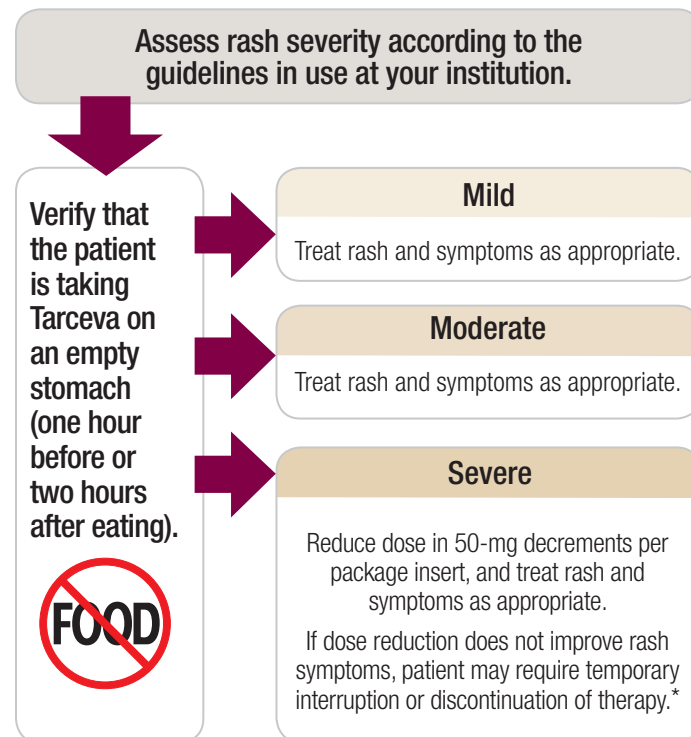 Assess rash severity according to the
guidelines in use at your institution.
Verify that
the patient
is taking
Tarceva on
an empty
stomach
(one hour
before or
two hours
after eating).
FOOD
Mild
Treat rash and symptoms as appropriate.
Moderate
Treat rash and symptoms as appropriate.
Severe
Reduce dose in 50-mg decrements per
package insert, and treat rash and
symptoms as appropriate.
If dose reduction does not improve rash
symptoms, patient may require temporary
interruption or discontinuation of therapy.*